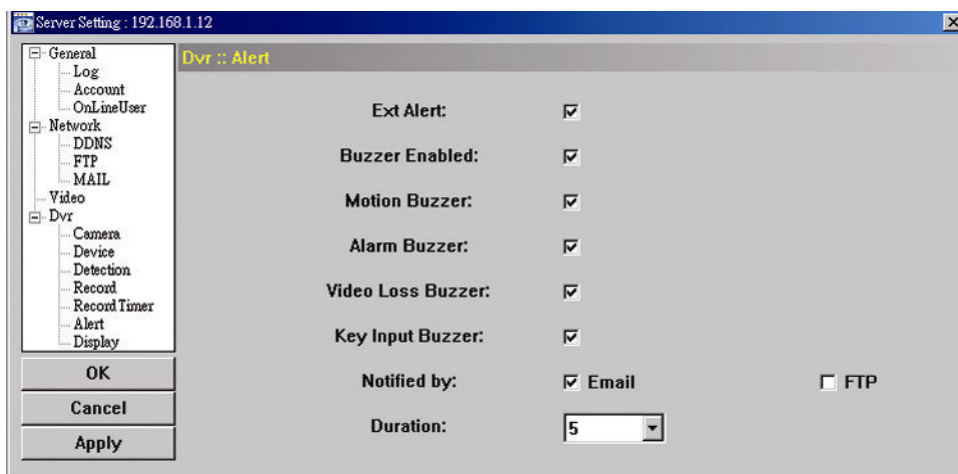 Server Setting : 192.168.1.12
General
Log
Account
OnLineUser
Network
DDNS
FTP
MAIL
Video
Dvr
Camera
Device
Detection
Record
Record Timer
Alert
Display
OK
Cancel
Apply
Dvr :: Alert
Ext Alert:
Buzzer Enabled:
Motion Buzzer:
Alarm Buzzer:
Video Loss Buzzer:
Key Input Buzzer:
Notified by: Email FTP
Duration: 5